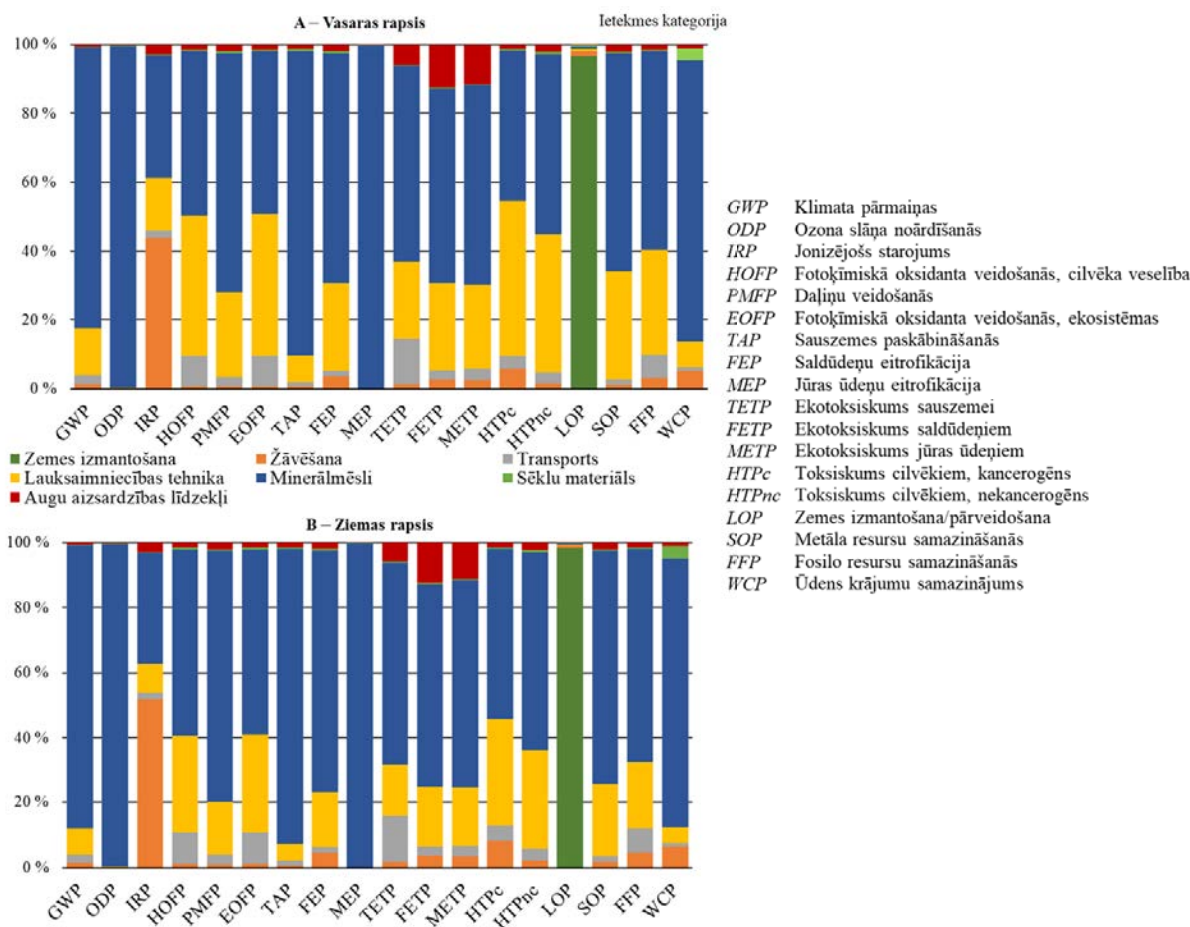 A – Vasaras rapsis
Ietekmes kategorija
100 %
80 %
60 %
40 %
20 %
0 %
GWP
ODP
IRP
HOFP
PMFP
EOFP
TAP
FEP
MEP
TETP
FETP
METP
HTPc
HTPnc
LOP
SOP
FFP
WCP
Zemes izmantošana
Žāvēšana
Transports
Lauksaimniecības tehnika
Minerālmēsli
Sēklu materiāls
Augu aizsardzības līdzekļi
B – Ziemas rapsis
100 %
80 %
60 %
40 %
20 %
0 %
GWP
ODP
IRP
HOFP
PMFP
EOFP
TAP
FEP
MEP
TETP
FETP
METP
HTPc
HTPnc
LOP
SOP
FFP
WCP
GWP Klimata pārmaiņas
ODP Ozona slāņa noārdīšanās
IRP Jonizējošs starojums
HOFP Fotoķīmiskā oksidanta veidošanās, cilvēka veselība
PMFP Daļiņu veidošanās
EOFP Fotoķīmiskā oksidanta veidošanās, ekosistēmas
TAP Sauszemes paskābināšanās
FEP Saldūdeņu eitrofikācija
MEP Jūras ūdeņu eitrofikācija
TETP Ekotoksiskums sauszemei
FETP Ekotoksiskums saldūdeņiem
METP Ekotoksiskums jūras ūdeņiem
HTPc Toksiskums cilvēkiem, kancerogēns
HTPnc Toksiskums cilvēkiem, nekancerogēns
LOP Zemes izmantošana/pārveidošana
SOP Metāla resursu samazināšanās
FFP Fosilo resursu samazināšanās
WCP Ūdens krājumu samazinājums